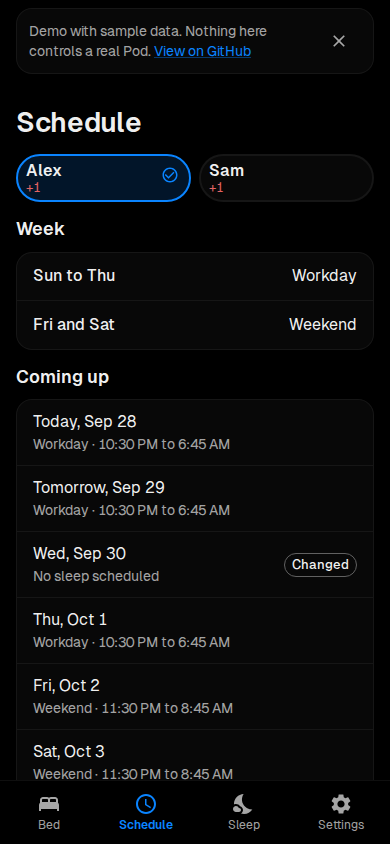 Demo with sample data. Nothing here
controls a real Pod. View on GitHub
Schedule
Alex
+1
Sam
+1
Week
Sun to Thu
Workday
Fri and Sat
Weekend
Coming up
Today, Sep 28
Workday · 10:30 PM to 6:45 AM
Tomorrow, Sep 29
Workday · 10:30 PM to 6:45 AM
Wed, Sep 30
No sleep scheduled
Changed
Thu, Oct 1
Workday · 10:30 PM to 6:45 AM
Fri, Oct 2
Weekend · 11:30 PM to 8:45 AM
Sat, Oct 3
Weekend · 11:30 PM to 8:45 AM
Bed
Schedule
Sleep
Settings